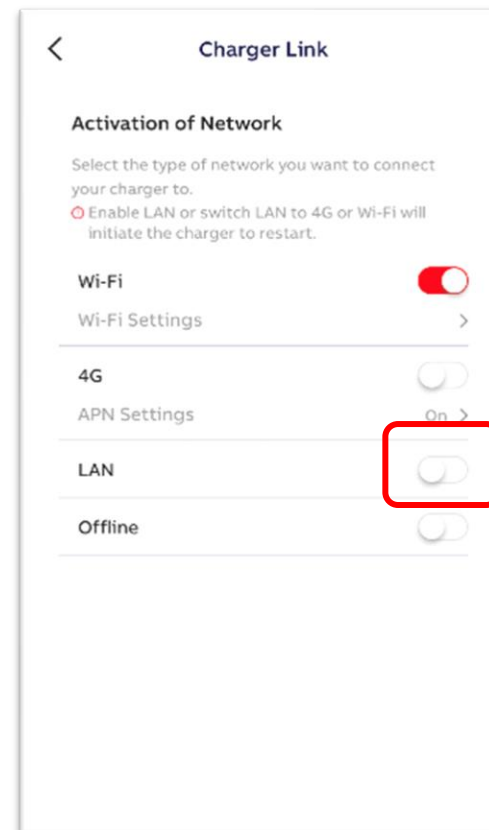 Charger Link
Activation of Network
Select the type of network you want to connect
your charger to.
Enable LAN or switch LAN to 4G or Wi-Fi will
initiate the charger to restart.
Wi-Fi
Wi-Fi Settings
4G
APN Settings On
LAN
Offline